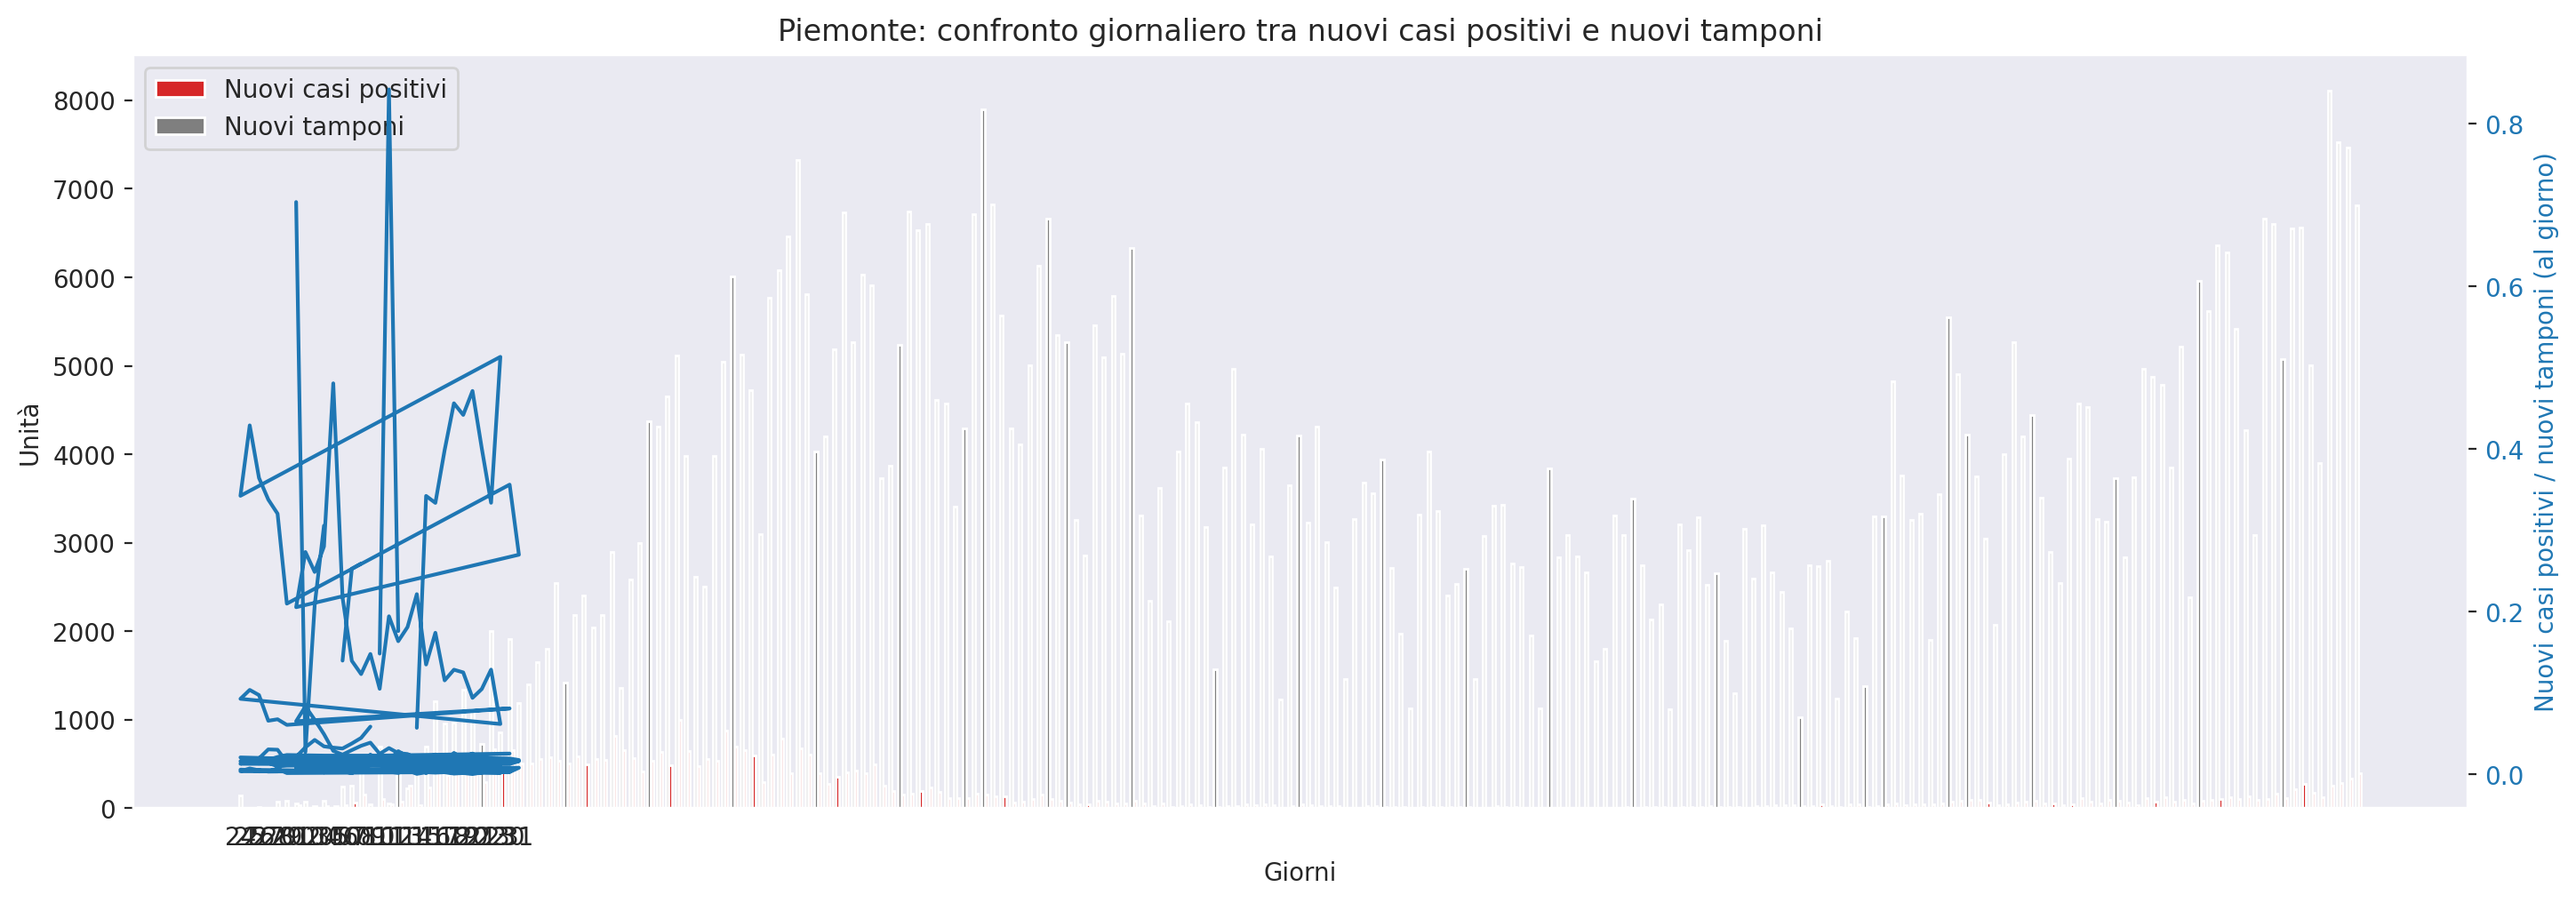 Piemonte: confronto giornaliero tra nuovi casi positivi e nuovi tamponi
Nuovi casi positivi
Nuovi tamponi
8000
7000
6000
5000
4000
3000
2000
1000
0
Unità
0.8
0.6
0.4
0.2
0.0
Nuovi casi positivi / nuovi tamponi (al giorno)
Giorni